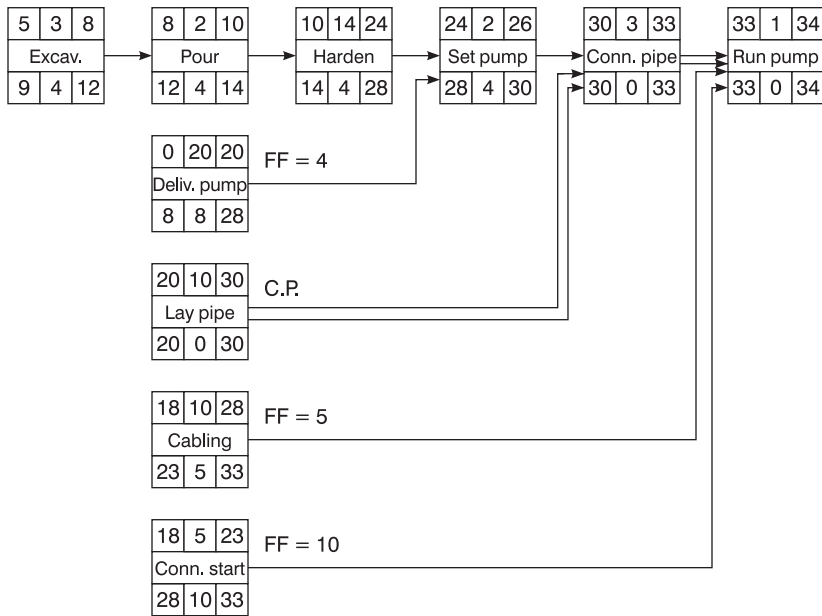 5 3 8 8 2 10 10 14 24 24 2 26 30 3 33 33 1 34
Excav. Pour Harden Set pump Conn. pipe Run pump
9 4 12 12 4 14 14 4 28 28 4 30 30 0 33 33 0 34
0 20 20 FF = 4
Deliv. pump
8 8 28
20 10 30 C.P.
Lay pipe
20 0 30
18 10 28 FF = 5
Cabling
23 5 33
18 5 23 FF = 10
Conn. start
28 10 33